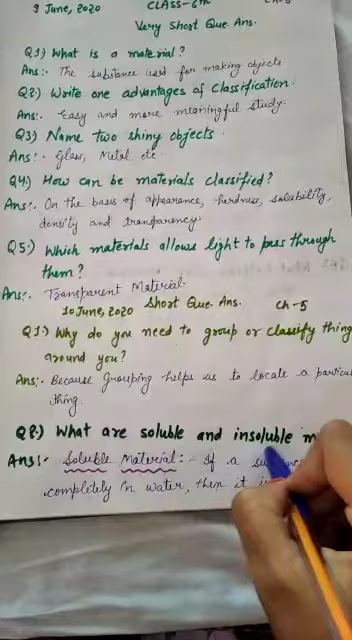 9 June, 2020 CLASS-6th Ch-5
Very Short Que. Ans.
Q1) What is a material?
Ans:- The substance used for making objects
Q2) Write one advantages of classification.
Ans:- Easy and more meaningful study.
Q3) Name two shiny objects.
Ans:- Glass, Metal etc
Q4) How can be materials classified?
Ans:- On the basis of appearance, hardness, solubility,
density and tranparency.
Q5:) Which materials allows light to pass through
them?
Ans:- Transparent Material.
10 June, 2020 Short Que. Ans. Ch-5
Q1:) Why do you need to group or classify thing
around you?
Ans:- Because Grouping helps us to locate a particu
thing.
Q2.) What are soluble and insoluble m
Ans:- Soluble Material:- If a
completely in water, then it